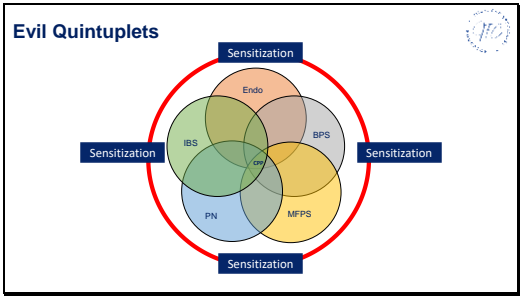 Evil Quintuplets
Sensitization
Endo
IBS
BPS
Sensitization
CPP
Sensitization
PN
MFPS
Sensitization